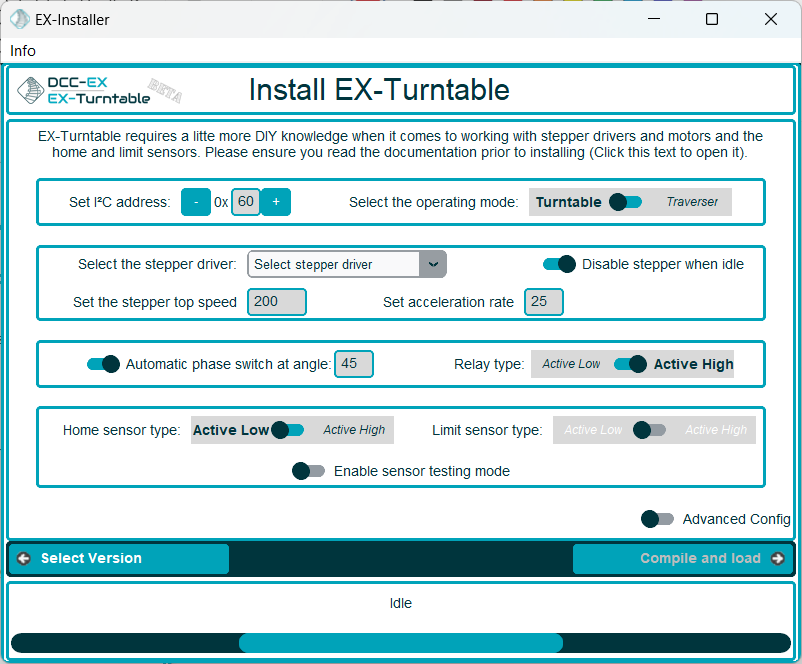 EX-Installer
Info
DCC-EX
EX-Turntable
BETA
Install EX-Turntable
EX-Turntable requires a litte more DIY knowledge when it comes to working with stepper drivers and motors and the
home and limit sensors. Please ensure you read the documentation prior to installing (Click this text to open it).
Set I²C address: - 0x 60 + Select the operating mode: Turntable Traverser
Select the stepper driver: Select stepper driver Disable stepper when idle
Set the stepper top speed 200 Set acceleration rate 25
Automatic phase switch at angle: 45 Relay type: Active Low Active High
Home sensor type: Active Low Active High Limit sensor type: Active Low Active High
Enable sensor testing mode
Advanced Config
Select Version Compile and load
Idle